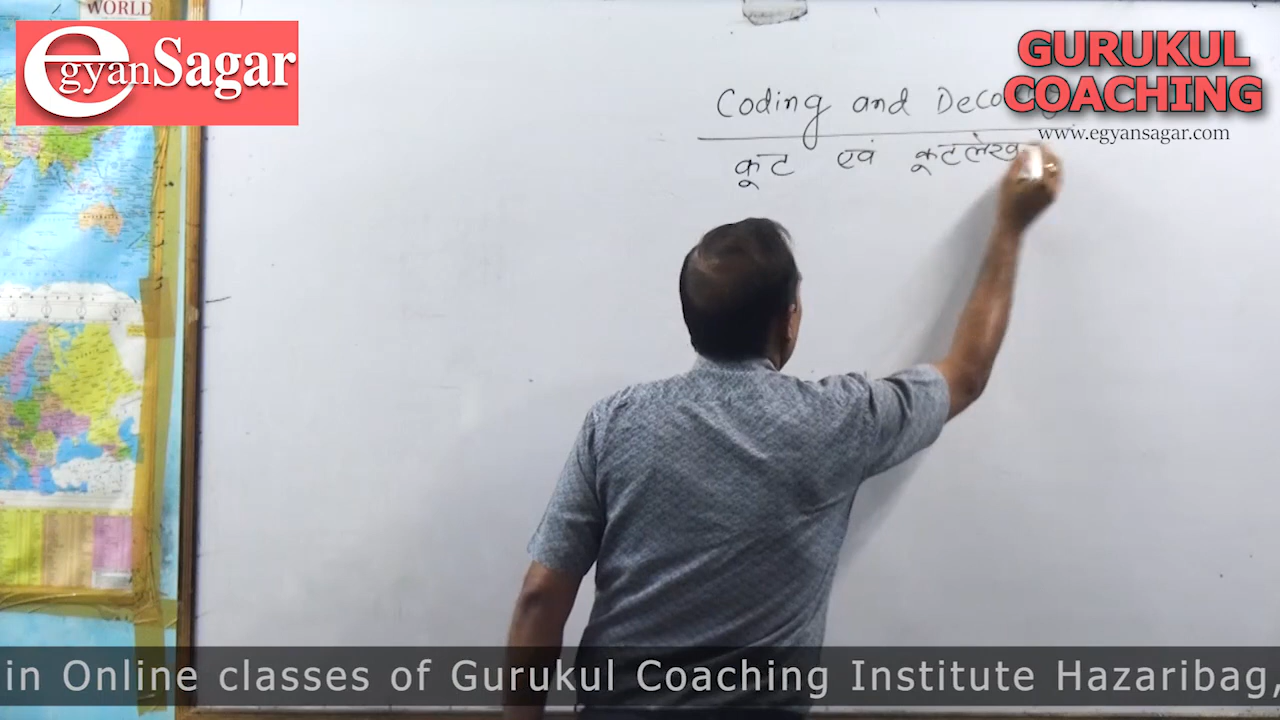 WORLD
egyanSagar
GURUKUL
COACHING
www.egyansagar.com
Coding and Deco
कूट एवं कूटलेख
in Online classes of Gurukul Coaching Institute Hazaribag,